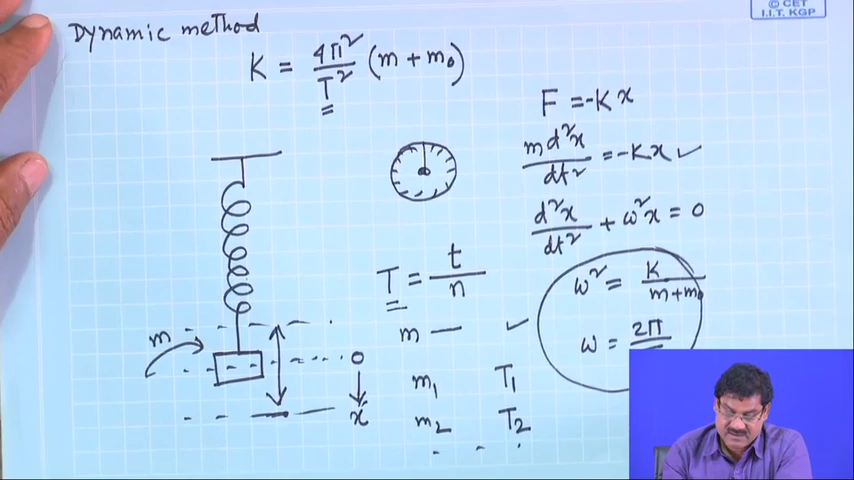 © CET
I.I.T. KGP
Dynamic method
K = 4π²/T² (m + m₀)
F = -Kx
m d²x/dt² = -Kx ✓
d²x/dt² + ω²x = 0
T = t/n
ω² = K/m+m₀
m
m — ✓
ω = 2π
0
m₁ T₁
x
m₂ T₂